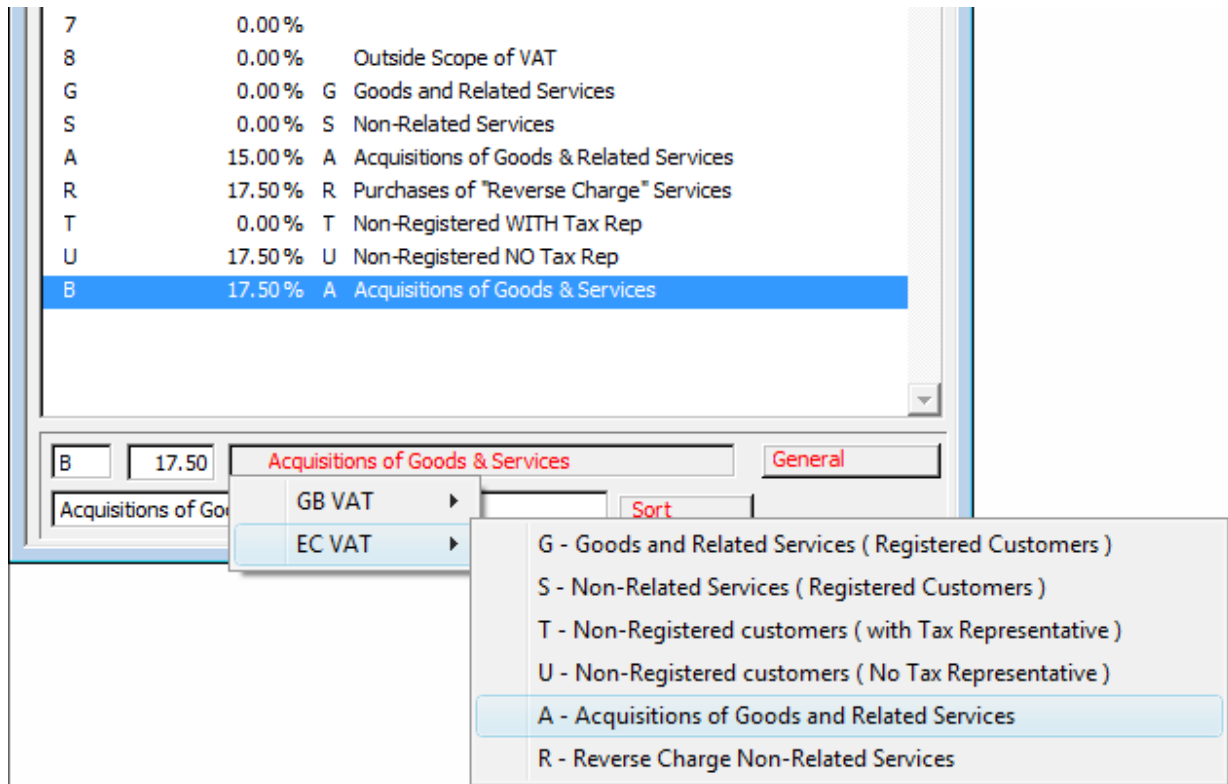 7 0.00%
8 0.00% Outside Scope of VAT
G 0.00% G Goods and Related Services
S 0.00% S Non-Related Services
A 15.00% A Acquisitions of Goods & Related Services
R 17.50% R Purchases of "Reverse Charge" Services
T 0.00% T Non-Registered WITH Tax Rep
U 17.50% U Non-Registered NO Tax Rep
B 17.50% A Acquisitions of Goods & Services
B 17.50 Acquisitions of Goods & Services General
Acquisitions of Go Sort
GB VAT
EC VAT
G - Goods and Related Services ( Registered Customers )
S - Non-Related Services ( Registered Customers )
T - Non-Registered customers ( with Tax Representative )
U - Non-Registered customers ( No Tax Representative )
A - Acquisitions of Goods and Related Services
R - Reverse Charge Non-Related Services